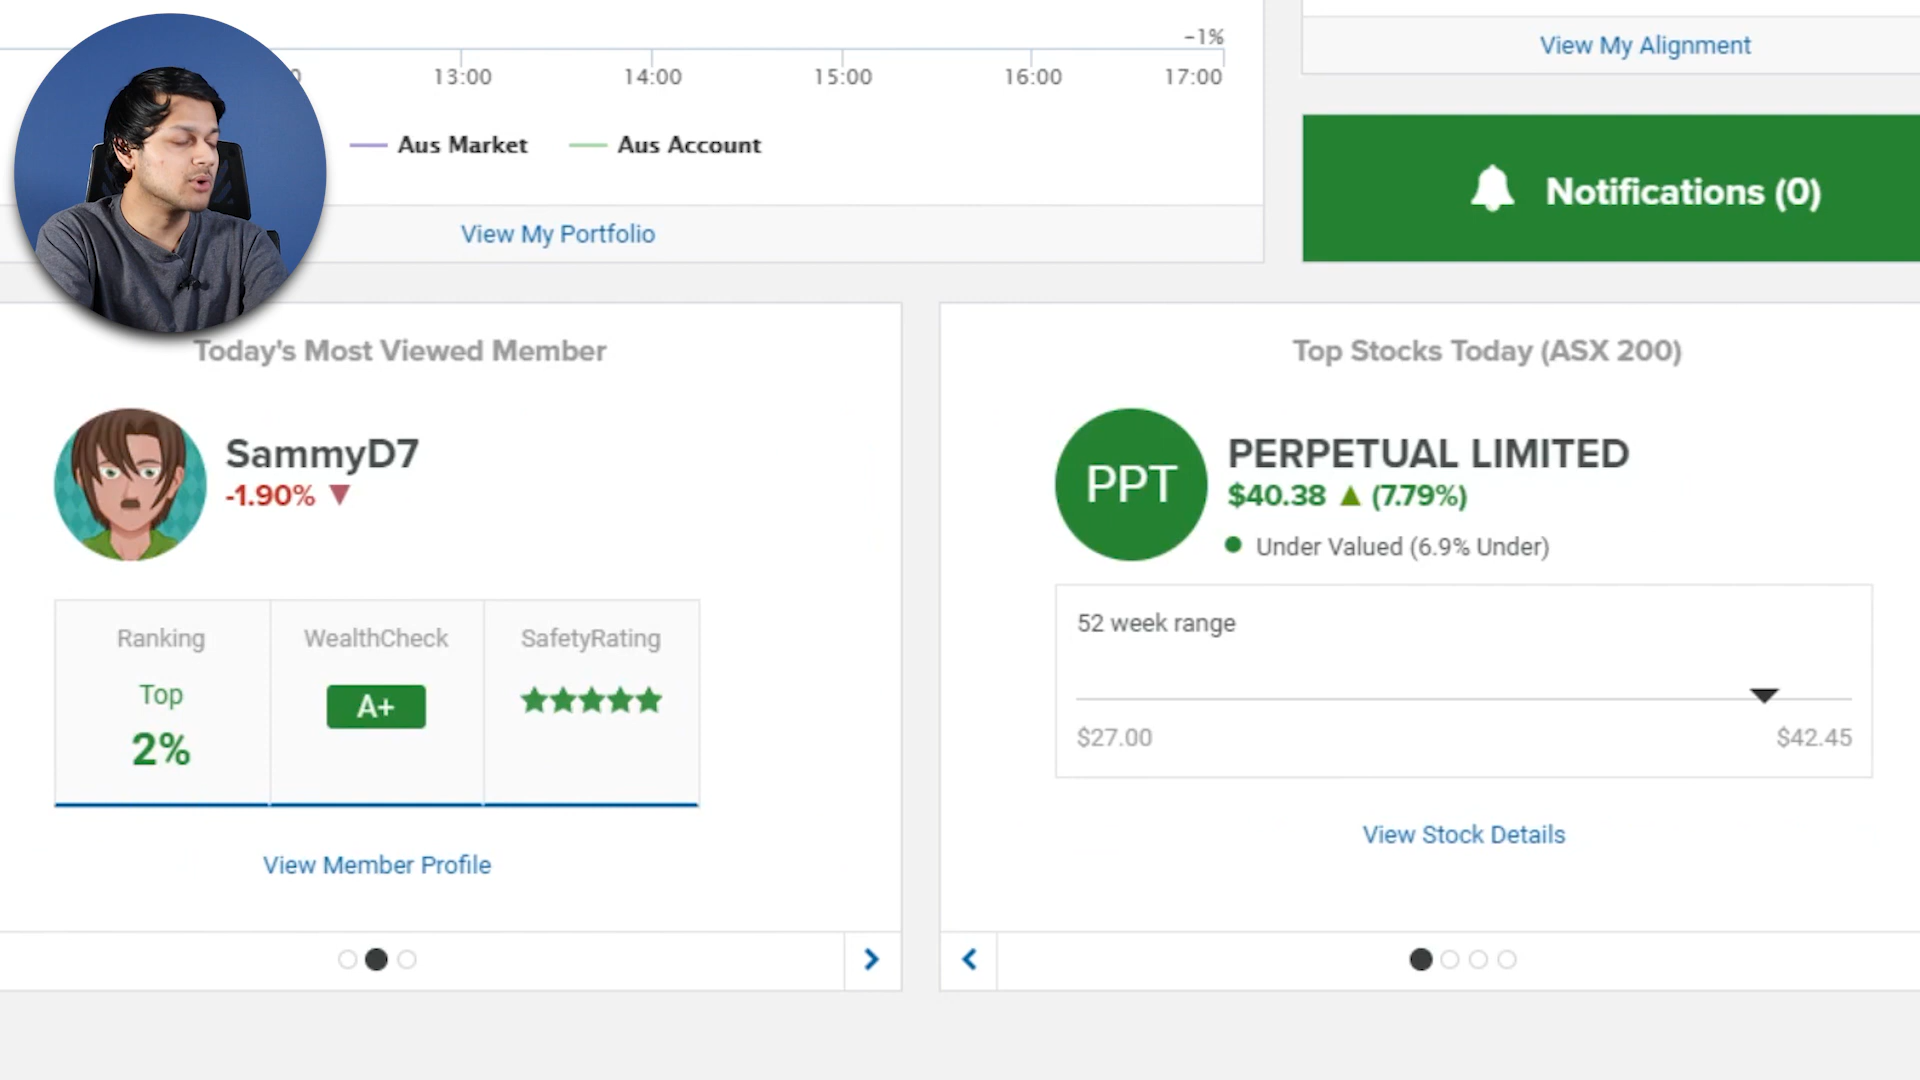 -1%
13:00
14:00
15:00
16:00
17:00
Aus Market
Aus Account
View My Portfolio
View My Alignment
Notifications (0)
Today's Most Viewed Member
SammyD7
-1.90% ▼
Ranking
WealthCheck
SafetyRating
Top
2%
A+
View Member Profile
Top Stocks Today (ASX 200)
PPT
PERPETUAL LIMITED
$40.38 ▲ (7.79%)
Under Valued (6.9% Under)
52 week range
$27.00
$42.45
View Stock Details